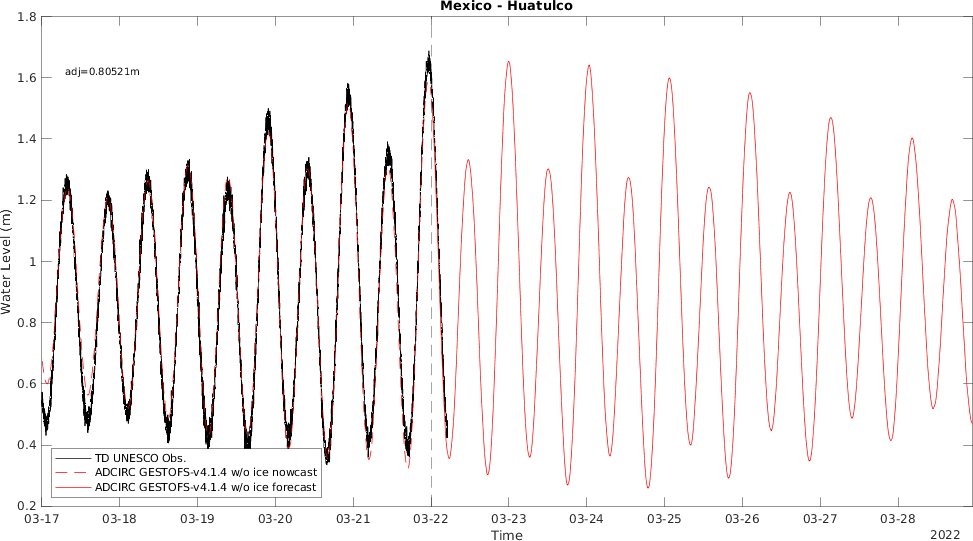 Mexico - Huatulco
1.8
1.6
1.4
1.2
1
0.8
0.6
0.4
0.2
Water Level (m)
adj=0.80521m
TD UNESCO Obs.
ADCIRC GESTOFS-v4.1.4 w/o ice nowcast
ADCIRC GESTOFS-v4.1.4 w/o ice forecast
03-17 03-18 03-19 03-20 03-21 03-22 03-23 03-24 03-25 03-26 03-27 03-28
Time
2022